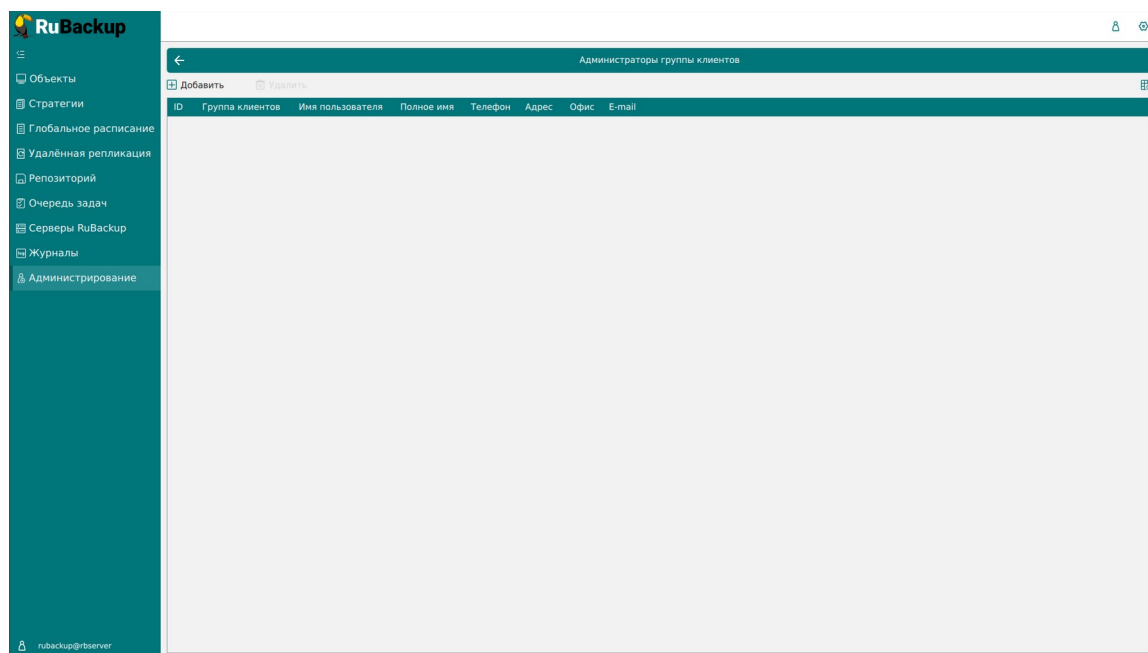 RuBackup
Администраторы группы клиентов
Добавить Удалить
ID Группа клиентов Имя пользователя Полное имя Телефон Адрес Офис E-mail
Объекты
Стратегии
Глобальное расписание
Удалённая репликация
Репозиторий
Очередь задач
Серверы RuBackup
Журналы
Администрирование
rubackup@rbserver